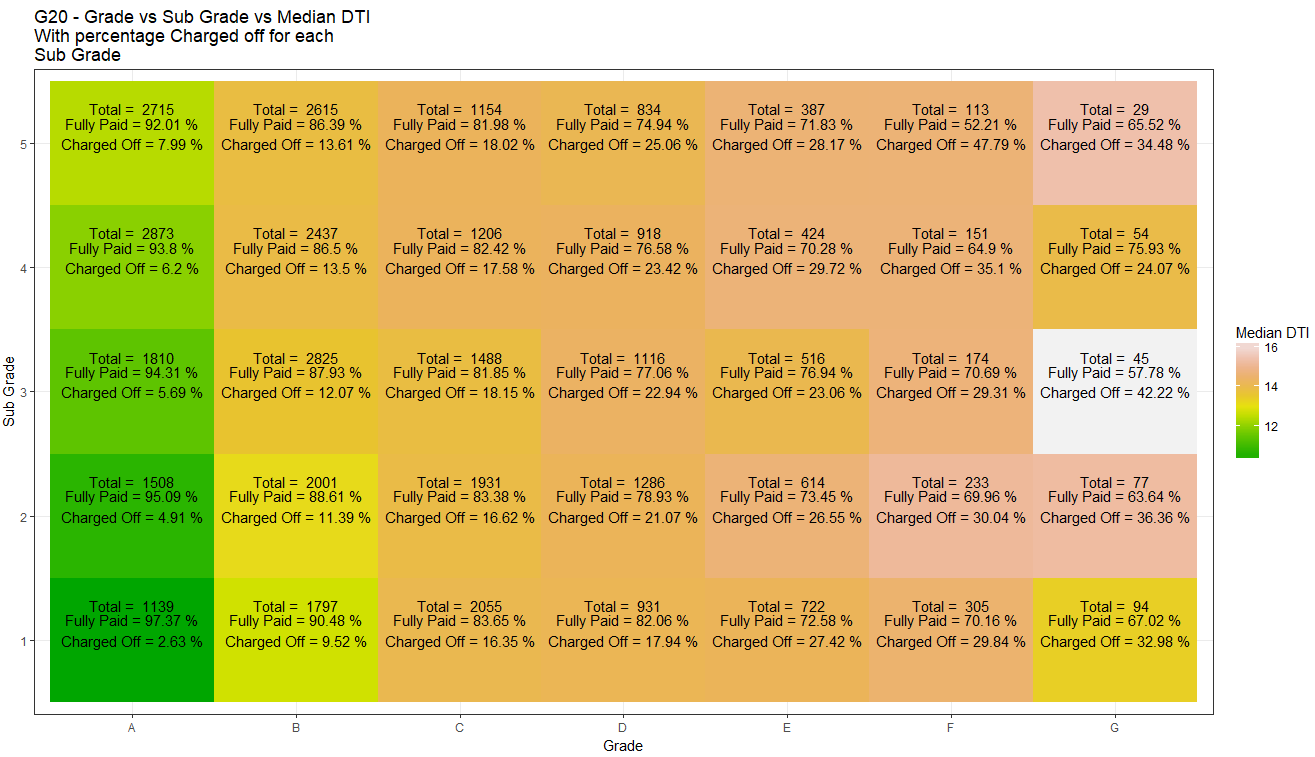 G20 - Grade vs Sub Grade vs Median DTI
With percentage Charged off for each
Sub Grade
Sub Grade
5
Total = 2715
Fully Paid = 92.01 %
Charged Off = 7.99 %
Total = 2615
Fully Paid = 86.39 %
Charged Off = 13.61 %
Total = 1154
Fully Paid = 81.98 %
Charged Off = 18.02 %
Total = 834
Fully Paid = 74.94 %
Charged Off = 25.06 %
Total = 387
Fully Paid = 71.83 %
Charged Off = 28.17 %
Total = 113
Fully Paid = 52.21 %
Charged Off = 47.79 %
Total = 29
Fully Paid = 65.52 %
Charged Off = 34.48 %
4
Total = 2873
Fully Paid = 93.8 %
Charged Off = 6.2 %
Total = 2437
Fully Paid = 86.5 %
Charged Off = 13.5 %
Total = 1206
Fully Paid = 82.42 %
Charged Off = 17.58 %
Total = 918
Fully Paid = 76.58 %
Charged Off = 23.42 %
Total = 424
Fully Paid = 70.28 %
Charged Off = 29.72 %
Total = 151
Fully Paid = 64.9 %
Charged Off = 35.1 %
Total = 54
Fully Paid = 75.93 %
Charged Off = 24.07 %
3
Total = 1810
Fully Paid = 94.31 %
Charged Off = 5.69 %
Total = 2825
Fully Paid = 87.93 %
Charged Off = 12.07 %
Total = 1488
Fully Paid = 81.85 %
Charged Off = 18.15 %
Total = 1116
Fully Paid = 77.06 %
Charged Off = 22.94 %
Total = 516
Fully Paid = 76.94 %
Charged Off = 23.06 %
Total = 174
Fully Paid = 70.69 %
Charged Off = 29.31 %
Total = 45
Fully Paid = 57.78 %
Charged Off = 42.22 %
2
Total = 1508
Fully Paid = 95.09 %
Charged Off = 4.91 %
Total = 2001
Fully Paid = 88.61 %
Charged Off = 11.39 %
Total = 1931
Fully Paid = 83.38 %
Charged Off = 16.62 %
Total = 1286
Fully Paid = 78.93 %
Charged Off = 21.07 %
Total = 614
Fully Paid = 73.45 %
Charged Off = 26.55 %
Total = 233
Fully Paid = 69.96 %
Charged Off = 30.04 %
Total = 77
Fully Paid = 63.64 %
Charged Off = 36.36 %
1
Total = 1139
Fully Paid = 97.37 %
Charged Off = 2.63 %
Total = 1797
Fully Paid = 90.48 %
Charged Off = 9.52 %
Total = 2055
Fully Paid = 83.65 %
Charged Off = 16.35 %
Total = 931
Fully Paid = 82.06 %
Charged Off = 17.94 %
Total = 722
Fully Paid = 72.58 %
Charged Off = 27.42 %
Total = 305
Fully Paid = 70.16 %
Charged Off = 29.84 %
Total = 94
Fully Paid = 67.02 %
Charged Off = 32.98 %
A B C D E F G
Grade
Median DTI
16
14
12